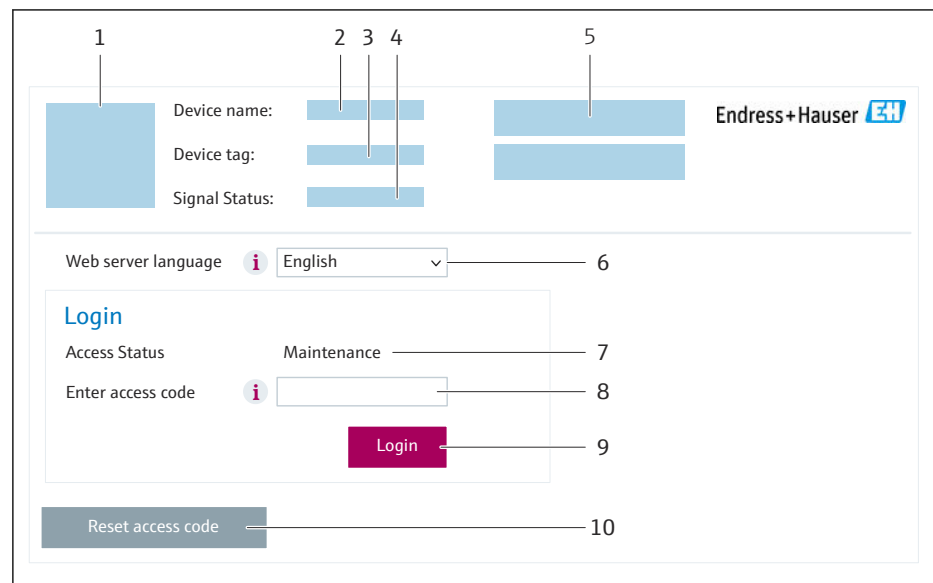 1 2 3 4 5
Device name:
Endress+Hauser EH
Device tag:
Signal Status:
Web server language i English 6
Login
Access Status Maintenance 7
Enter access code i 8
Login 9
Reset access code 10